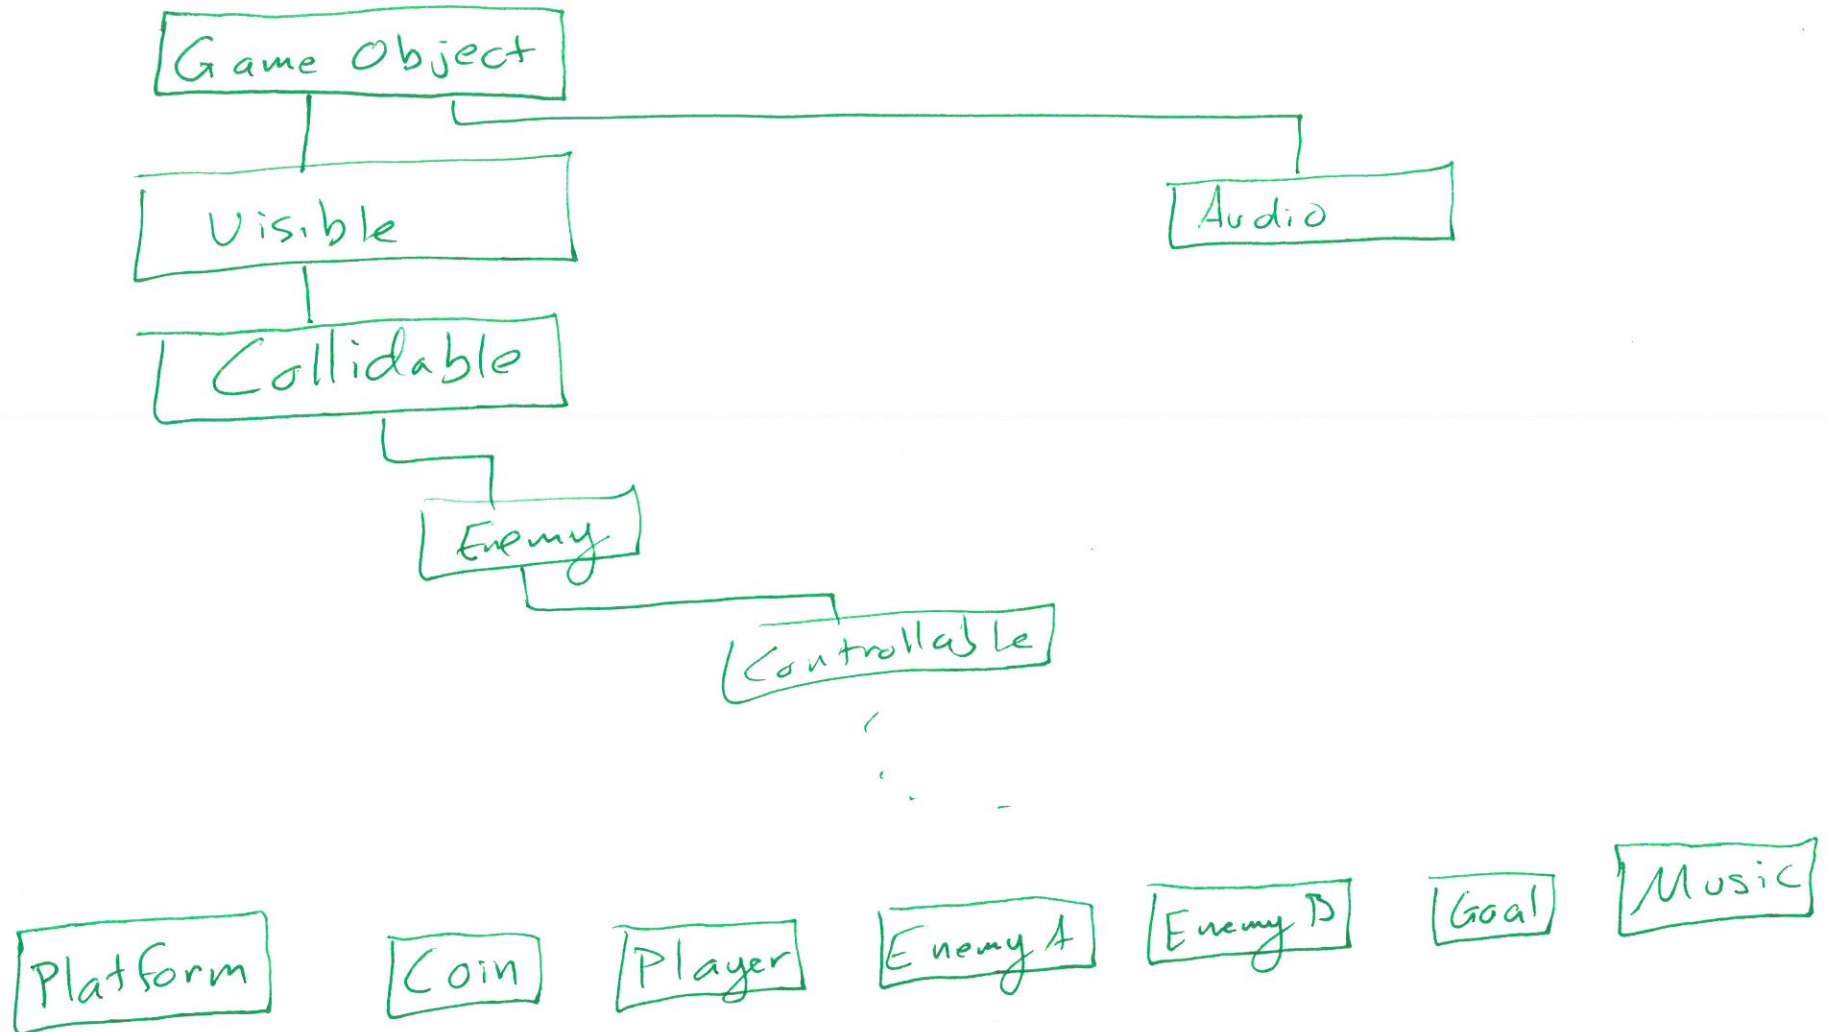 Game Object
Visible
Audio
Collidable
Enemy
Controllable
Platform
Coin
Player
Enemy A
Enemy B
Goal
Music